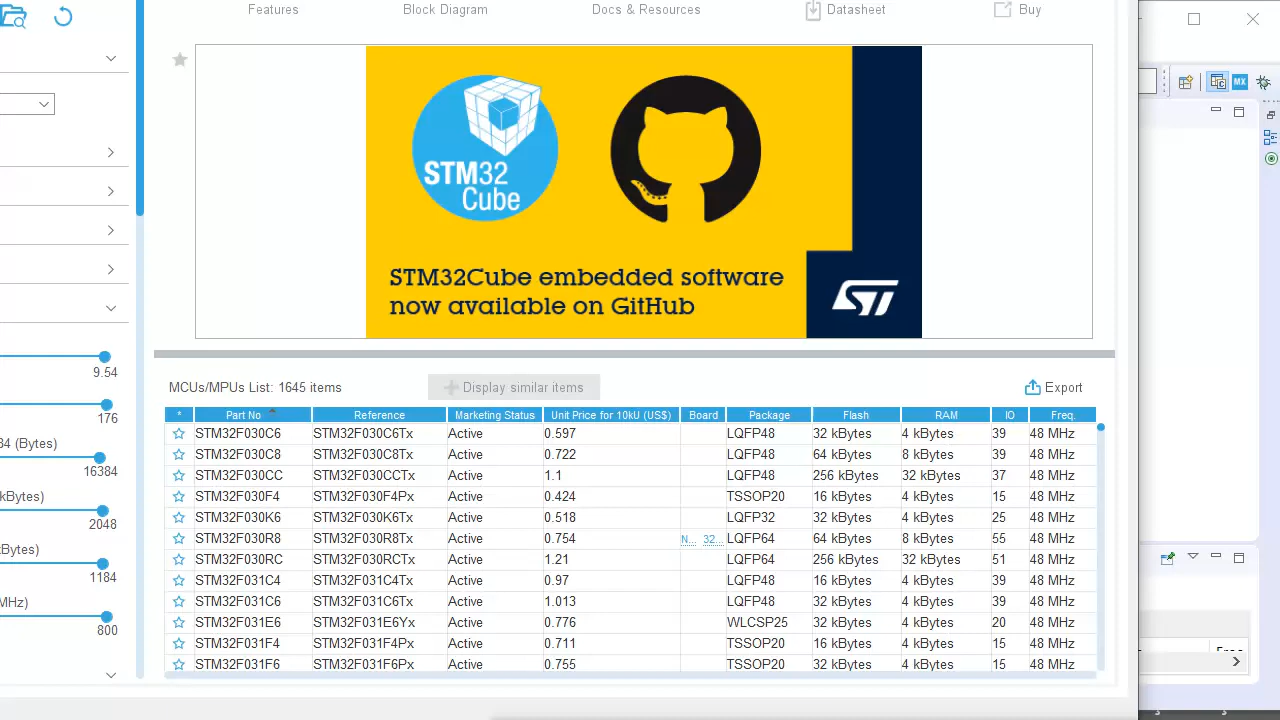 Features Block Diagram Docs & Resources Datasheet Buy
MX
STM32
Cube
STM32Cube embedded software
now available on GitHub
9.54
176
84 (Bytes)
16384
kBytes)
2048
Bytes)
1184
MHz)
800
MCUs/MPUs List: 1645 items Display similar items Export
* Part No Reference Marketing Status Unit Price for 10kU (US$) Board Package Flash RAM IO Freq.
STM32F030C6 STM32F030C6Tx Active 0.597 LQFP48 32 kBytes 4 kBytes 39 48 MHz
STM32F030C8 STM32F030C8Tx Active 0.722 LQFP48 64 kBytes 8 kBytes 39 48 MHz
STM32F030CC STM32F030CCTx Active 1.1 LQFP48 256 kBytes 32 kBytes 37 48 MHz
STM32F030F4 STM32F030F4Px Active 0.424 TSSOP20 16 kBytes 4 kBytes 15 48 MHz
STM32F030K6 STM32F030K6Tx Active 0.518 LQFP32 32 kBytes 4 kBytes 25 48 MHz
STM32F030R8 STM32F030R8Tx Active 0.754 N... 32... LQFP64 64 kBytes 8 kBytes 55 48 MHz
STM32F030RC STM32F030RCTx Active 1.21 LQFP64 256 kBytes 32 kBytes 51 48 MHz
STM32F031C4 STM32F031C4Tx Active 0.97 LQFP48 16 kBytes 4 kBytes 39 48 MHz
STM32F031C6 STM32F031C6Tx Active 1.013 LQFP48 32 kBytes 4 kBytes 39 48 MHz
STM32F031E6 STM32F031E6Yx Active 0.776 WLCSP25 32 kBytes 4 kBytes 20 48 MHz
STM32F031F4 STM32F031F4Px Active 0.711 TSSOP20 16 kBytes 4 kBytes 15 48 MHz
STM32F031F6 STM32F031F6Px Active 0.755 TSSOP20 32 kBytes 4 kBytes 15 48 MHz